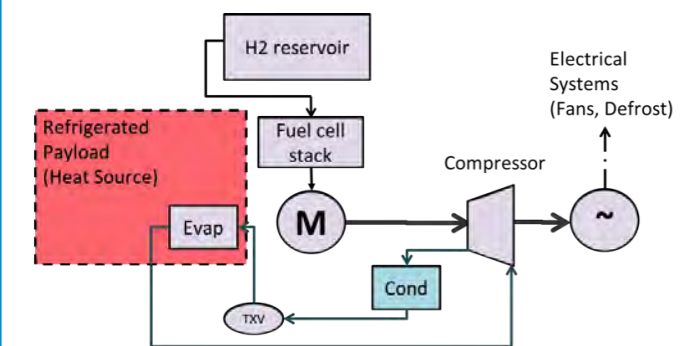 H2 reservoir
Electrical
Systems
(Fans, Defrost)
Refrigerated
Payload
(Heat Source)
Fuel cell
stack
Compressor
Evap
M
~
Cond
TXV